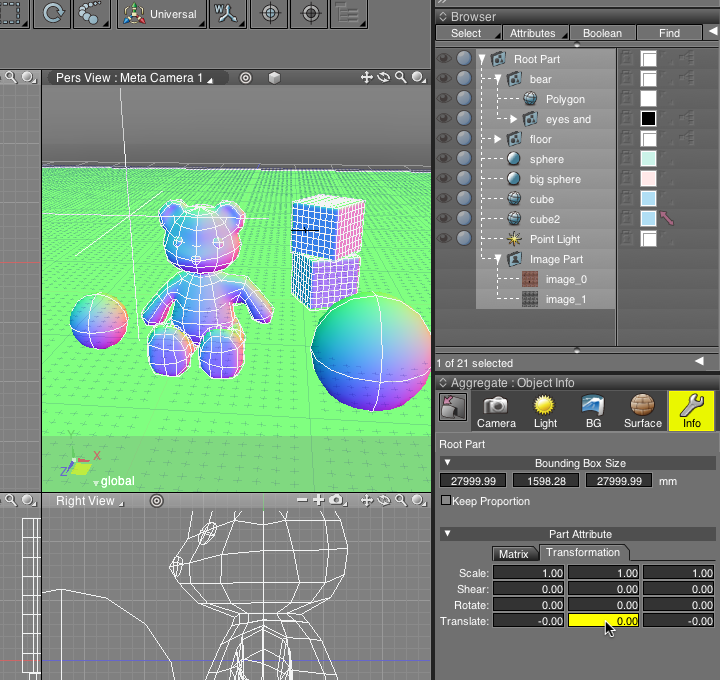 Universal
Pers View : Meta Camera 1
Y
X
Z
global
Right View
Browser
Select Attributes Boolean Find
Root Part
bear
Polygon
eyes and
floor
sphere
big sphere
cube
cube2
Point Light
Image Part
image_0
image_1
1 of 21 selected
Aggregate : Object Info
Camera Light BG Surface Info
Root Part
Bounding Box Size
27999.99 1598.28 27999.99 mm
Keep Proportion
Part Attribute
Matrix Transformation
Scale: 1.00 1.00 1.00
Shear: 0.00 0.00 0.00
Rotate: 0.00 0.00 0.00
Translate: -0.00 0.00 -0.00